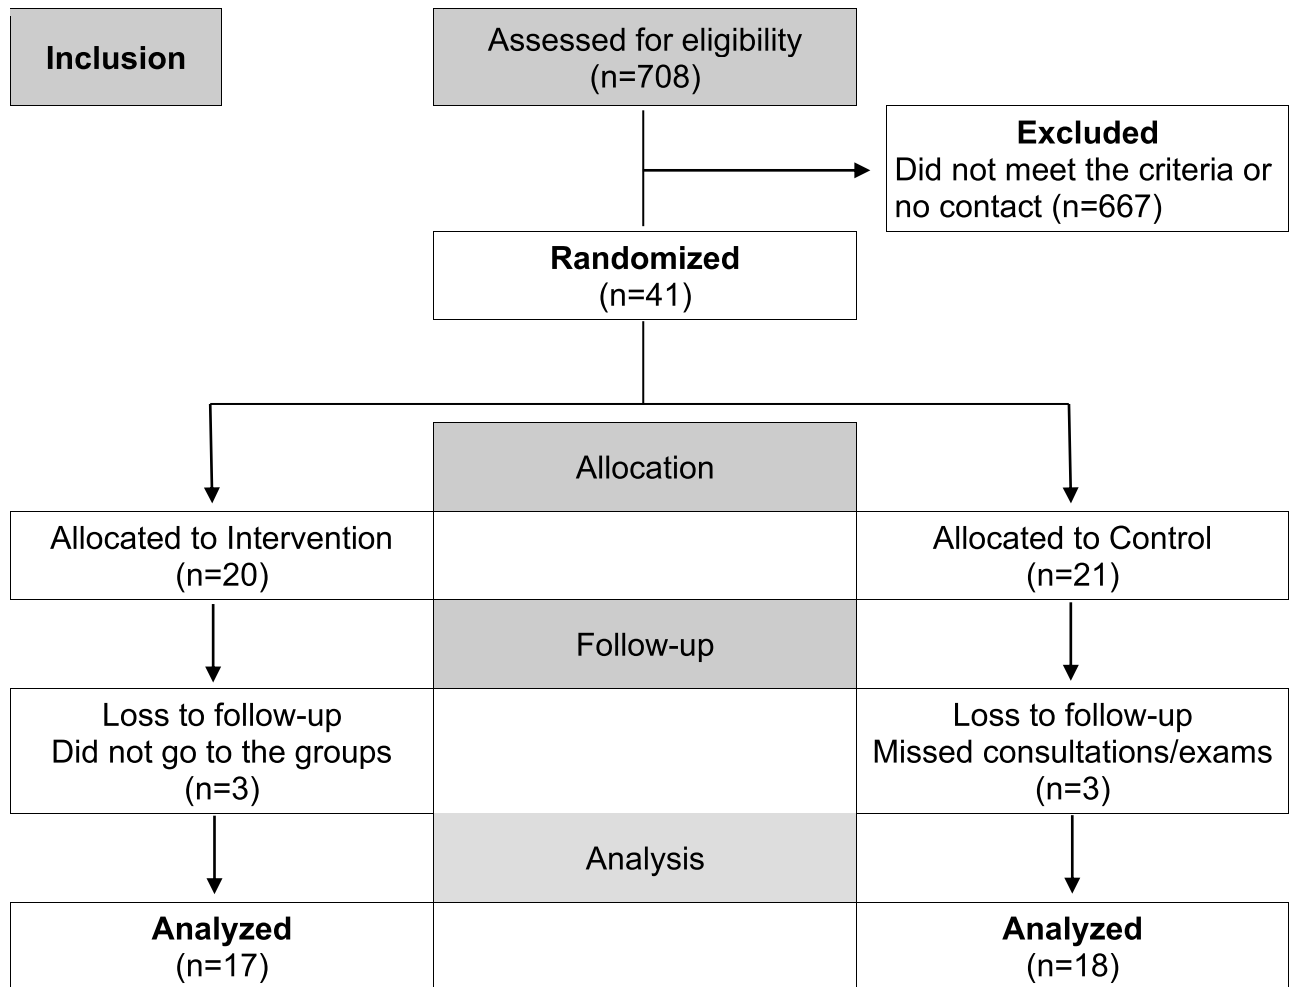 Inclusion
Assessed for eligibility
(n=708)
Excluded
Did not meet the criteria or
no contact (n=667)
Randomized
(n=41)
Allocation
Allocated to Intervention
(n=20)
Allocated to Control
(n=21)
Follow-up
Loss to follow-up
Did not go to the groups
(n=3)
Loss to follow-up
Missed consultations/exams
(n=3)
Analysis
Analyzed
(n=17)
Analyzed
(n=18)